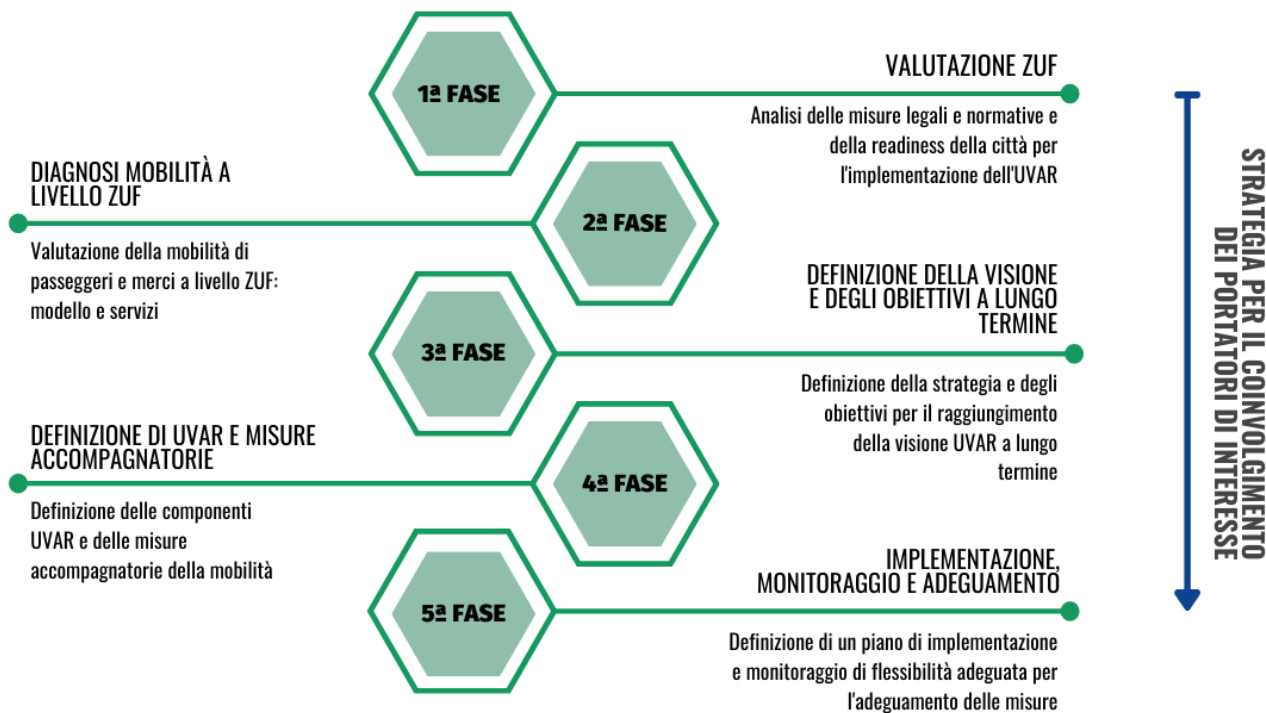 1ª FASE
VALUTAZIONE ZUF
Analisi delle misure legali e normative e
della readiness della città per
l'implementazione dell'UVAR
2ª FASE
DIAGNOSI MOBILITÀ A
LIVELLO ZUF
Valutazione della mobilità di
passeggeri e merci a livello ZUF:
modello e servizi
3ª FASE
DEFINIZIONE DELLA VISIONE
E DEGLI OBIETTIVI A LUNGO
TERMINE
Definizione della strategia e degli
obiettivi per il raggiungimento
della visione UVAR a lungo
termine
4ª FASE
DEFINIZIONE DI UVAR E MISURE
ACCOMPAGNATORIE
Definizione delle componenti
UVAR e delle misure
accompagnatorie della mobilità
5ª FASE
IMPLEMENTAZIONE,
MONITORAGGIO E ADEGUAMENTO
Definizione di un piano di implementazione
e monitoraggio di flessibilità adeguata per
l'adeguamento delle misure
STRATEGIA PER IL COINVOLGIMENTO
DEI PORTATORI DI INTERESSE